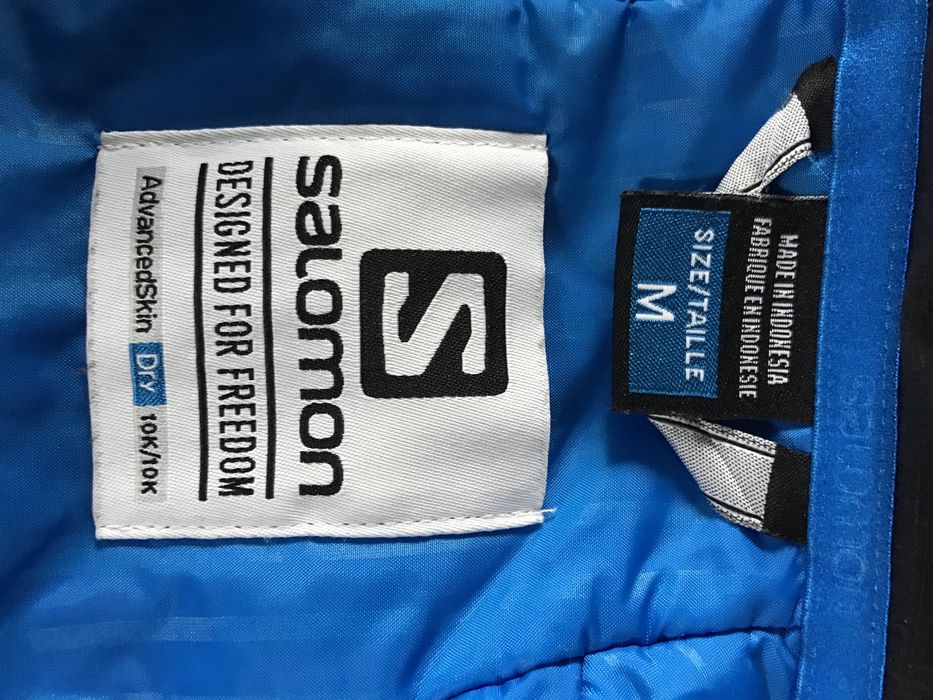 MADE IN INDONESIA
FABRIQUE EN INDONESIE
SIZE/TAILLE
M
S
SALOMON
DESIGNED FOR FREEDOM
AdvancedSkin Dry 10K/10K